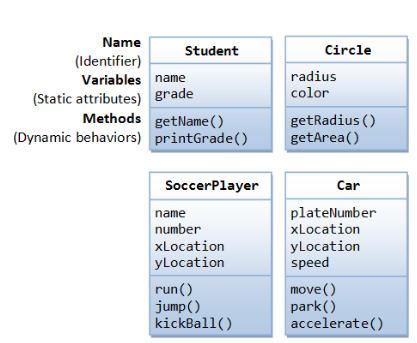 Name
(Identifier)
Variables
(Static attributes)
Methods
(Dynamic behaviors)
Student
name
grade
getName()
printGrade()
Circle
radius
color
getRadius()
getArea()
SoccerPlayer
name
number
xLocation
yLocation
run()
jump()
kickBall()
Car
plateNumber
xLocation
yLocation
speed
move()
park()
accelerate()